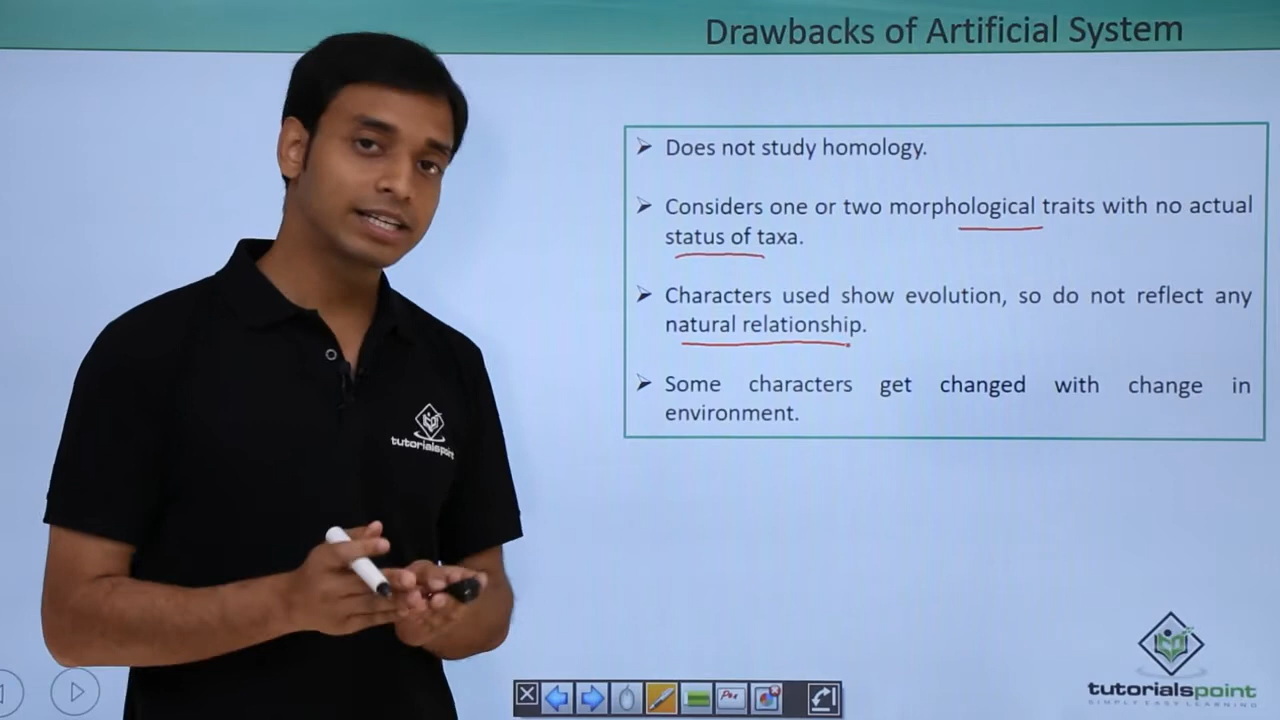 Drawbacks of Artificial System
Does not study homology.
Considers one or two morphological traits with no actual
status of taxa.
Characters used show evolution, so do not reflect any
natural relationship.
Some characters get changed with change in
environment.
tutorialspoint
Pen
tutorialspoint
SIMPLY EASY LEARNING